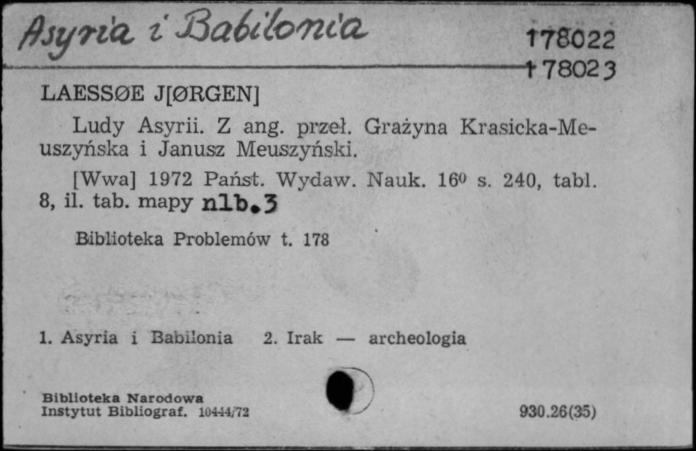 Asyria i Babilonia
178022
178023
LAESSØE J[ØRGEN]
Ludy Asyrii. Z ang. przeł. Grażyna Krasicka-Me-
uszyńska i Janusz Meuszyński.
[Wwa] 1972 Państ. Wydaw. Nauk. 16⁰ s. 240, tabl.
8, il. tab. mapy nlb.3
Biblioteka Problemów t. 178
1. Asyria i Babilonia 2. Irak — archeologia
Biblioteka Narodowa
Instytut Bibliograf. 10444/72
930.26(35)